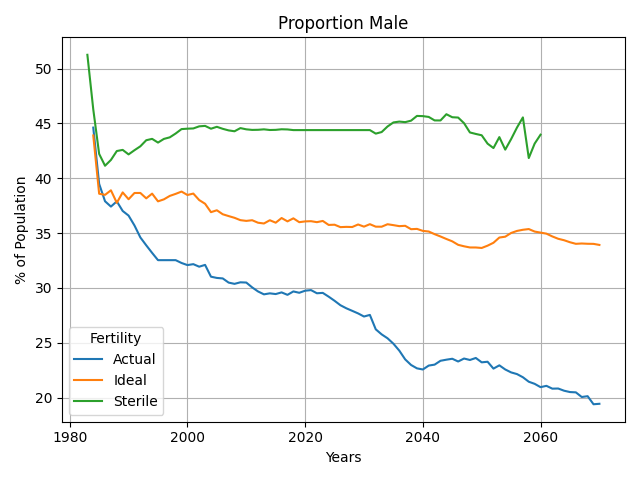 Proportion Male
% of Population
50
45
40
35
30
25
20
Fertility
Actual
Ideal
Sterile
1980
2000
2020
2040
2060
Years